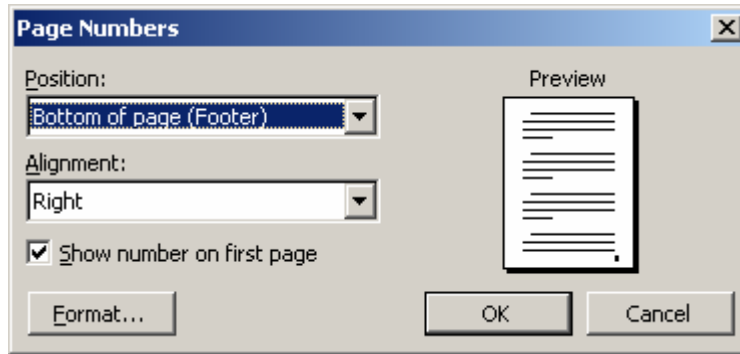 Page Numbers
Position:
Bottom of page (Footer)
Alignment:
Right
Show number on first page
Preview
Format...
OK
Cancel